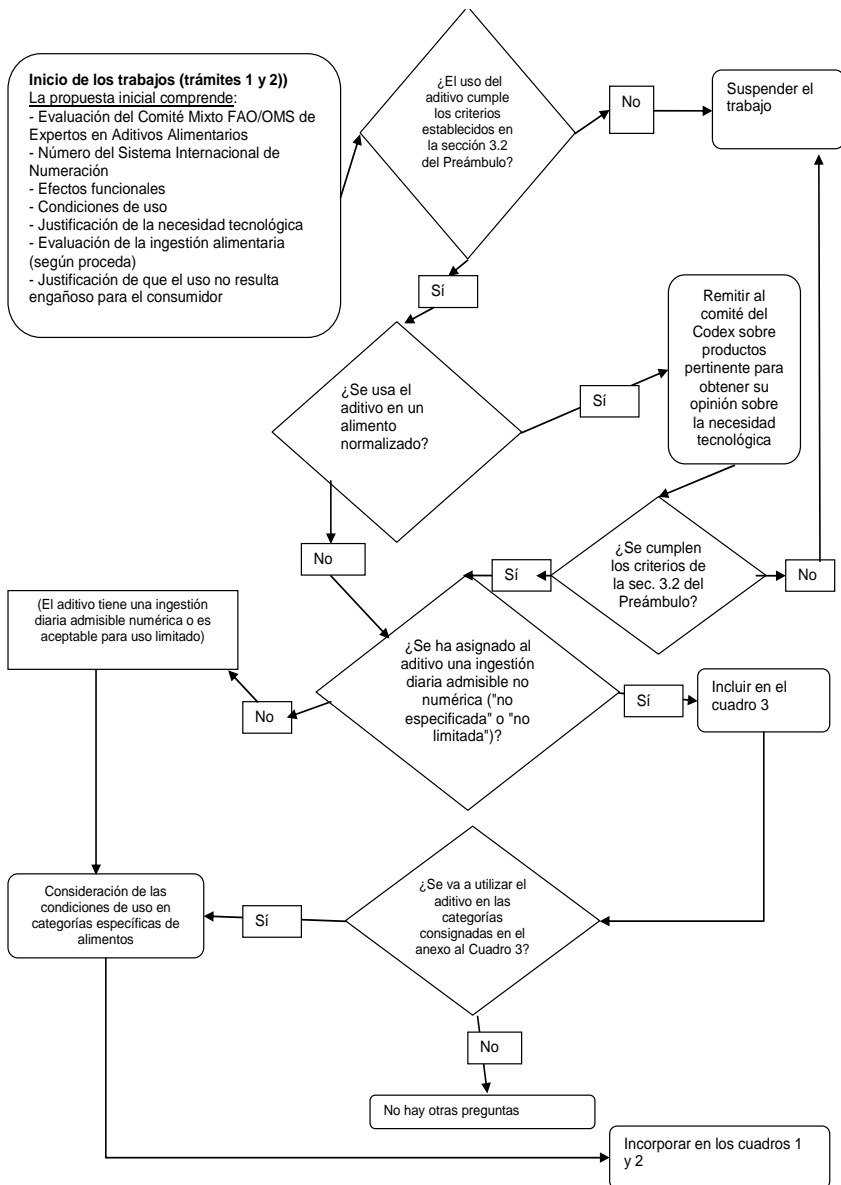 Inicio de los trabajos (trámites 1 y 2))
La propuesta inicial comprende:
- Evaluación del Comité Mixto FAO/OMS de
Expertos en Aditivos Alimentarios
- Número del Sistema Internacional de
Numeración
- Efectos funcionales
- Condiciones de uso
- Justificación de la necesidad tecnológica
- Evaluación de la ingestión alimentaria
(según proceda)
- Justificación de que el uso no resulta
engañoso para el consumidor
¿El uso del
aditivo cumple
los criterios
establecidos en
la sección 3.2
del Preámbulo?
No
Suspender el
trabajo
Sí
¿Se usa el
aditivo en un
alimento
normalizado?
Sí
Remitir al
comité del
Codex sobre
productos
pertinente para
obtener su
opinión sobre
la necesidad
tecnológica
No
¿Se cumplen
los criterios de
la sec. 3.2 del
Preámbulo?
Sí
No
(El aditivo tiene una ingestión
diaria admisible numérica o es
aceptable para uso limitado)
¿Se ha asignado al
aditivo una ingestión
diaria admisible no
numérica ("no
especificada" o "no
limitada")?
No
Sí
Incluir en el
cuadro 3
¿Se va a utilizar el
aditivo en las
categorías
consignadas en el
anexo al Cuadro 3?
Sí
Consideración de las
condiciones de uso en
categorías específicas de
alimentos
No
No hay otras preguntas
Incorporar en los cuadros 1
y 2